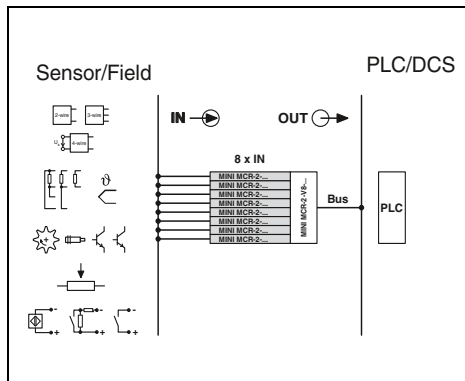 Sensor/Field
PLC/DCS
2-wire
3-wire
4-wire
IN
OUT
8 x IN
MINI MCR-2-...
MINI MCR-2-...
MINI MCR-2-...
MINI MCR-2-...
MINI MCR-2-...
MINI MCR-2-...
MINI MCR-2-...
MINI MCR-2-...
MINI MCR-2-V8-...
Bus
PLC
ϑ
-
+
-
+
-
+